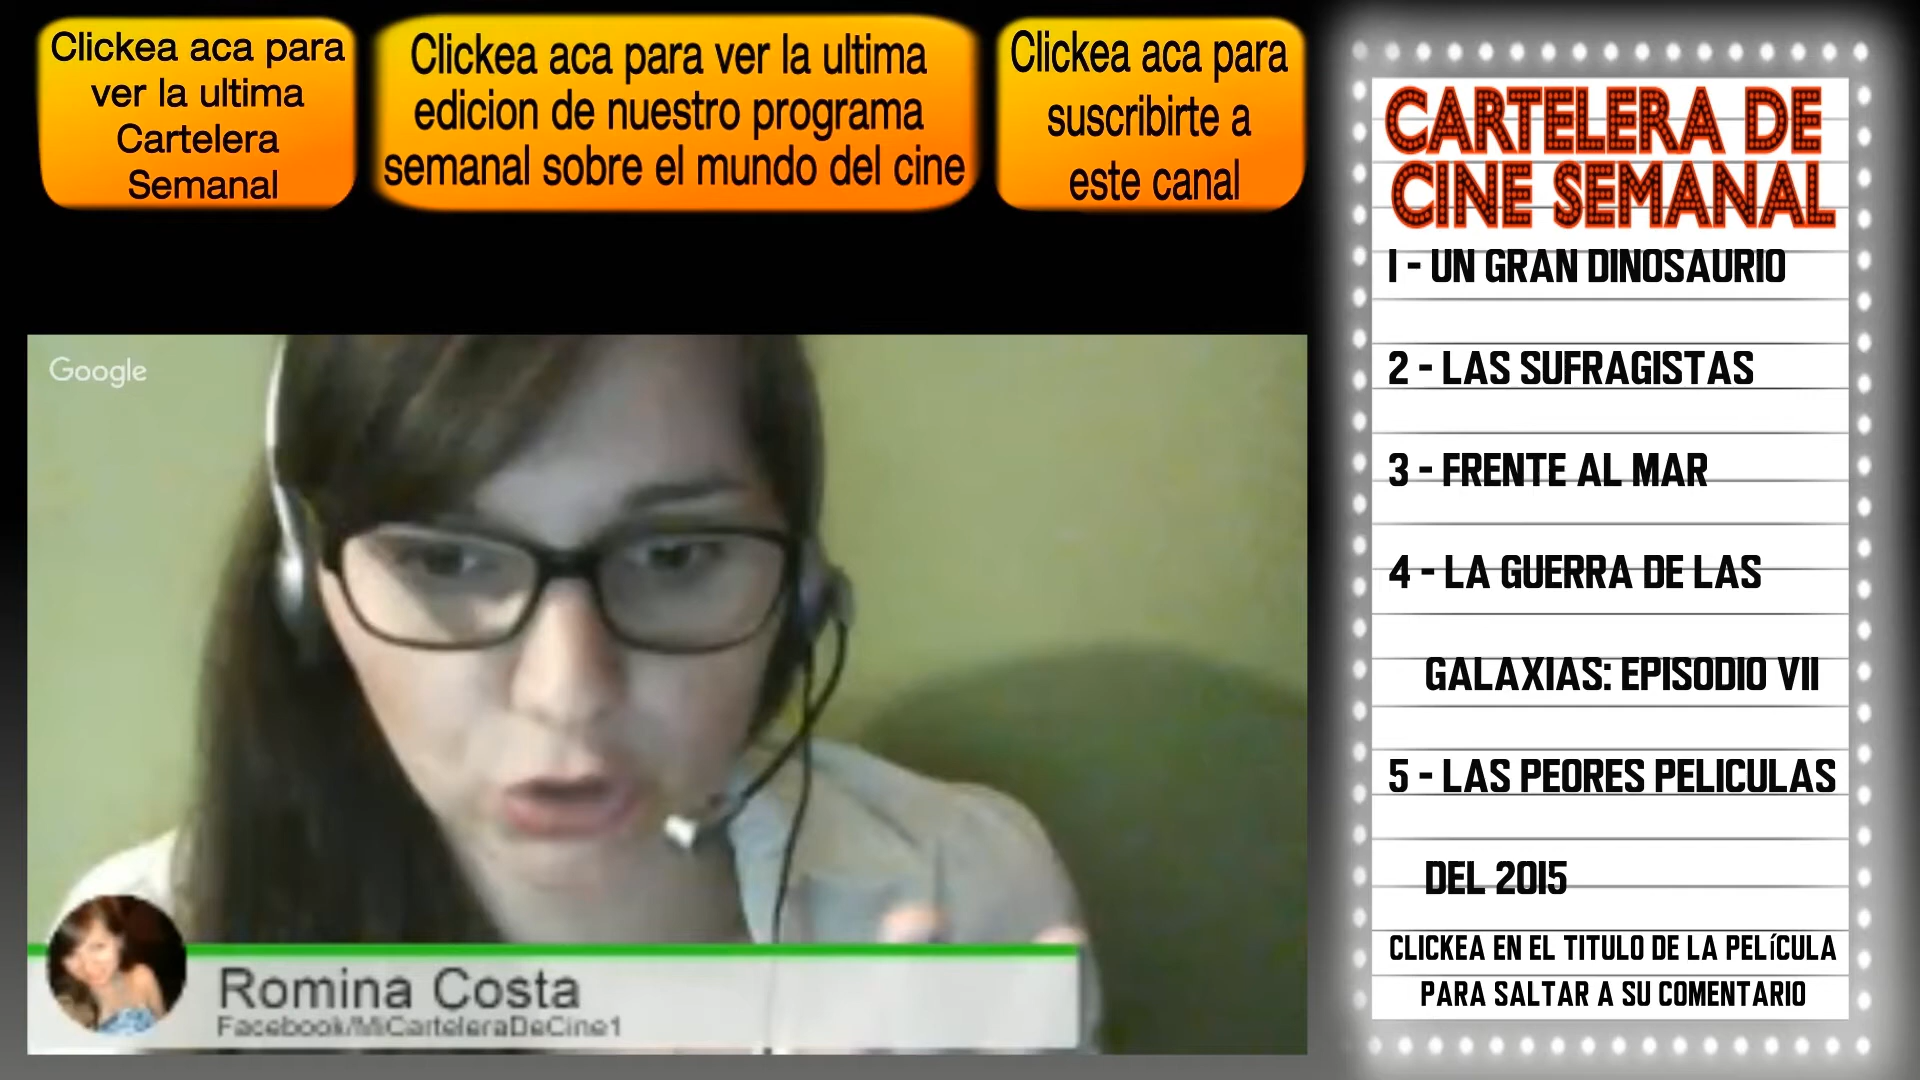 Clickea aca para
ver la ultima
Cartelera
Semanal
Clickea aca para ver la ultima
edicion de nuestro programa
semanal sobre el mundo del cine
Clickea aca para
suscribirte a
este canal
Google
Romina Costa
Facebook/MiCarteleraDeCine1
CARTELERA DE
CINE SEMANAL
1 - UN GRAN DINOSAURIO
2 - LAS SUFRAGISTAS
3 - FRENTE AL MAR
4 - LA GUERRA DE LAS
GALAXIAS: EPISODIO VII
5 - LAS PEORES PELICULAS
DEL 2015
CLICKEA EN EL TITULO DE LA PELíCULA
PARA SALTAR A SU COMENTARIO